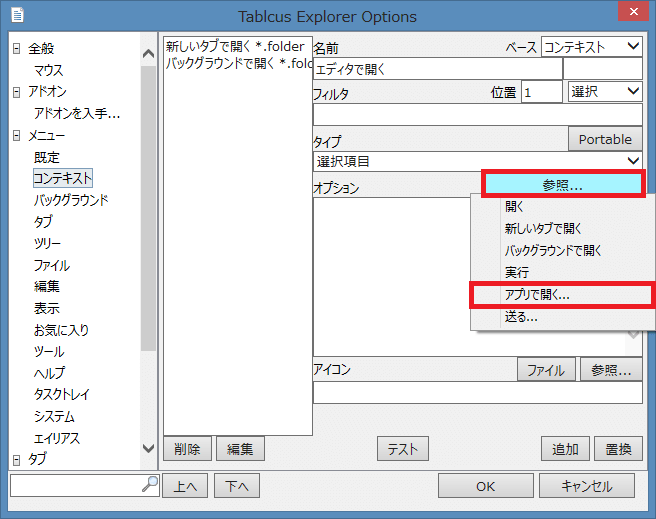 Tablcus Explorer Options
全般
マウス
アドオン
アドオンを入手...
メニュー
既定
コンテキスト
バックグラウンド
タブ
ツリー
ファイル
編集
表示
お気に入り
ツール
ヘルプ
タスクトレイ
システム
エイリアス
タブ
新しいタブで開く *.folder
バックグラウンドで開く *.fold
名前
ベース
コンテキスト
エディタで開く
フィルタ
位置
1
選択
タイプ
Portable
選択項目
オプション
参照...
開く
新しいタブで開く
バックグラウンドで開く
実行
アプリで開く...
送る...
アイコン
ファイル
参照...
削除
編集
テスト
追加
置換
上へ
下へ
OK
キャンセル